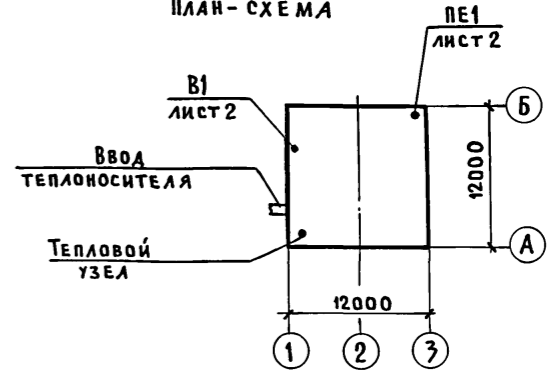 ПЛАН-СХЕМА
ПЕ1
ЛИСТ 2
В1
ЛИСТ 2
Б
ВВОД
ТЕПЛОНОСИТЕЛЯ
12000
ТЕПЛОВОЙ
УЗЕЛ
А
12000
1 2 3